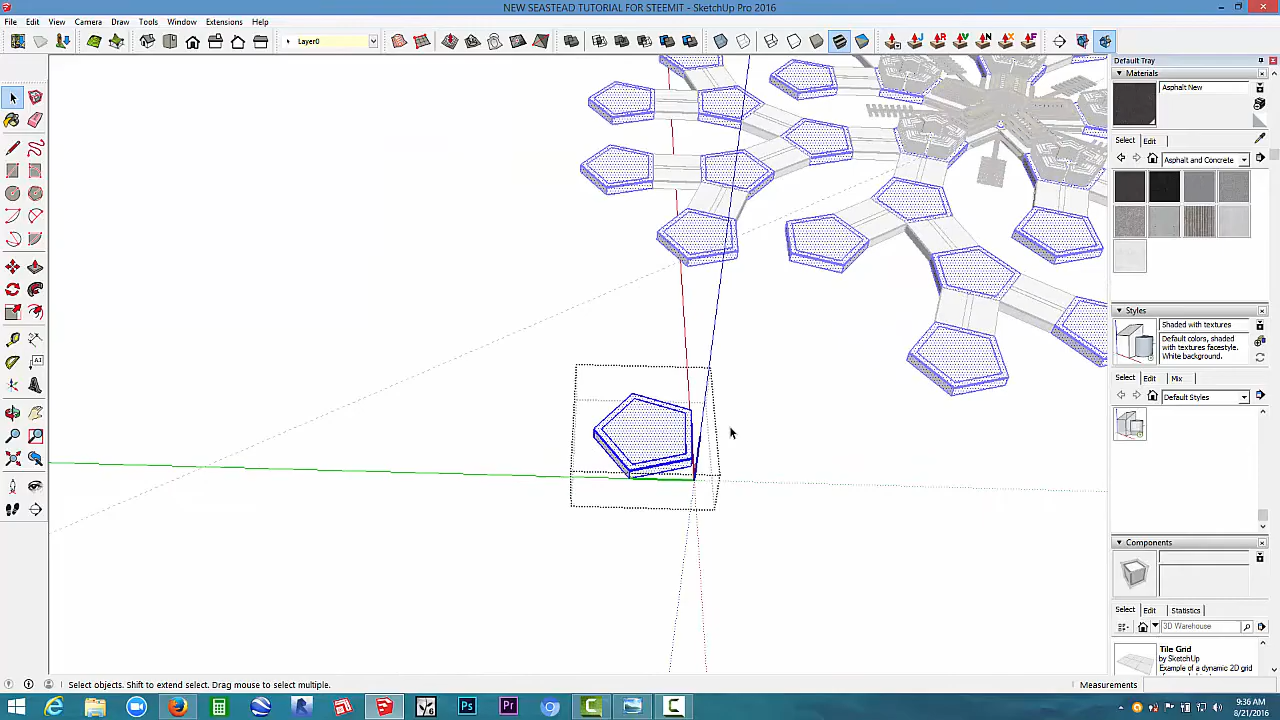 NEW SEASTEAD TUTORIAL FOR STEEMIT - SketchUp Pro 2016
File Edit View Camera Draw Tools Window Extensions Help
Layer0
Default Tray
Materials
Asphalt New
Select Edit
Asphalt and Concrete
Styles
Shaded with textures
Default colors, shaded
with textures facestyle.
White background.
Select Edit Mix
Default Styles
Components
Select Edit Statistics
3D Warehouse
Tile Grid
by SketchUp
Example of a dynamic 2D grid
Select objects. Shift to extend select. Drag mouse to select multiple.
Measurements
Ps
Pr
9:36 AM
8/21/2016